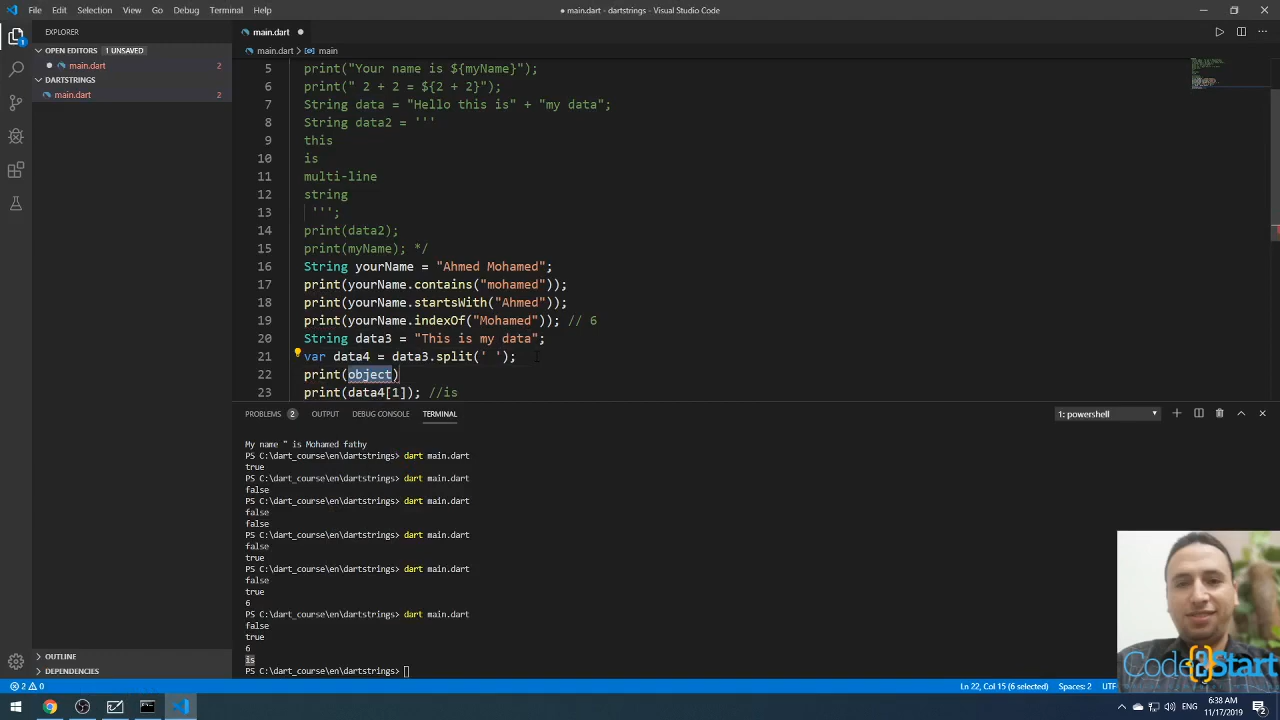 File Edit Selection View Go Debug Terminal Help
● main.dart - dartstrings - Visual Studio Code
EXPLORER
OPEN EDITORS 1 UNSAVED
main.dart 2
DARTSTRINGS
main.dart 2
OUTLINE
DEPENDENCIES
main.dart
main.dart > main
5 print("Your name is ${myName}");
6 print(" 2 + 2 = ${2 + 2}");
7 String data = "Hello this is" + "my data";
8 String data2 = '''
9 this
10 is
11 multi-line
12 string
13 ''';
14 print(data2);
15 print(myName); */
16 String yourName = "Ahmed Mohamed";
17 print(yourName.contains("mohamed"));
18 print(yourName.startsWith("Ahmed"));
19 print(yourName.indexOf("Mohamed")); // 6
20 String data3 = "This is my data";
21 var data4 = data3.split(' ');
22 print(object)
23 print(data4[1]); //is
PROBLEMS 2 OUTPUT DEBUG CONSOLE TERMINAL
1: powershell
My name " is Mohamed fathy
PS C:\dart_course\en\dartstrings> dart main.dart
true
PS C:\dart_course\en\dartstrings> dart main.dart
false
PS C:\dart_course\en\dartstrings> dart main.dart
false
false
PS C:\dart_course\en\dartstrings> dart main.dart
false
true
PS C:\dart_course\en\dartstrings> dart main.dart
false
true
6
PS C:\dart_course\en\dartstrings> dart main.dart
false
true
6
is
PS C:\dart_course\en\dartstrings>
Code{2}Start
2 0
Ln 22, Col 15 (6 selected) Spaces: 2 UTF
ENG
6:38 AM
11/17/2019
2